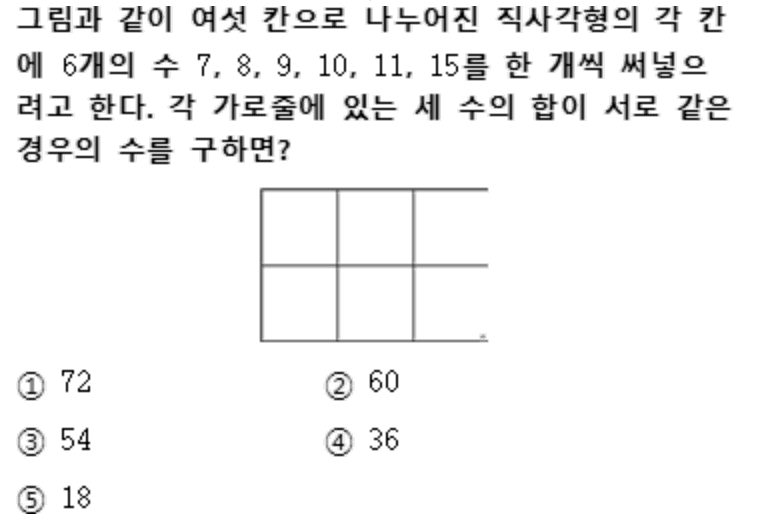 그림과 같이 여섯 칸으로 나누어진 직사각형의 각 칸
에 6개의 수 7, 8, 9, 10, 11, 15를 한 개씩 써넣으
려고 한다. 각 가로줄에 있는 세 수의 합이 서로 같은
경우의 수를 구하면?
① 72 ② 60
③ 54 ④ 36
⑤ 18